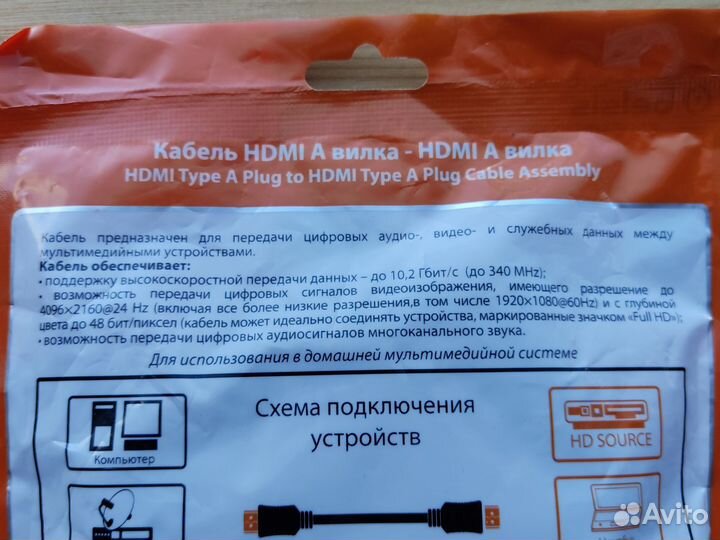 Кабель HDMI A вилка - HDMI A вилка
HDMI Type A Plug to HDMI Type A Plug Cable Assembly
Кабель предназначен для передачи цифровых аудио-, видео- и служебных данных между
мультимедийными устройствами.
Кабель обеспечивает:
• поддержку высокоскоростной передачи данных – до 10,2 Гбит/с (до 340 MHz);
• возможность передачи цифровых сигналов видеоизображения, имеющего разрешение до
4096×2160@24 Hz (включая все более низкие разрешения,в том числе 1920×1080@60Hz) и с глубиной
цвета до 48 бит/пиксел (кабель может идеально соединять устройства, маркированные значком «Full HD»);
• возможность передачи цифровых аудиосигналов многоканального звука.
Для использования в домашней мультимедийной системе
Схема подключения
устройств
Компьютер
HD SOURCE
Avito